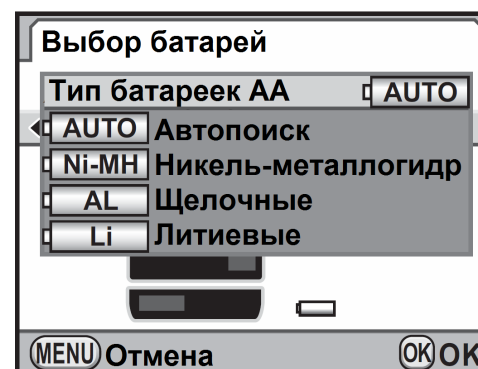 Выбор батарей
Тип батареек AA AUTO
AUTO Автопоиск
Ni-MH Никель-металлогидр
AL Щелочные
Li Литиевые
MENU Отмена OK OK